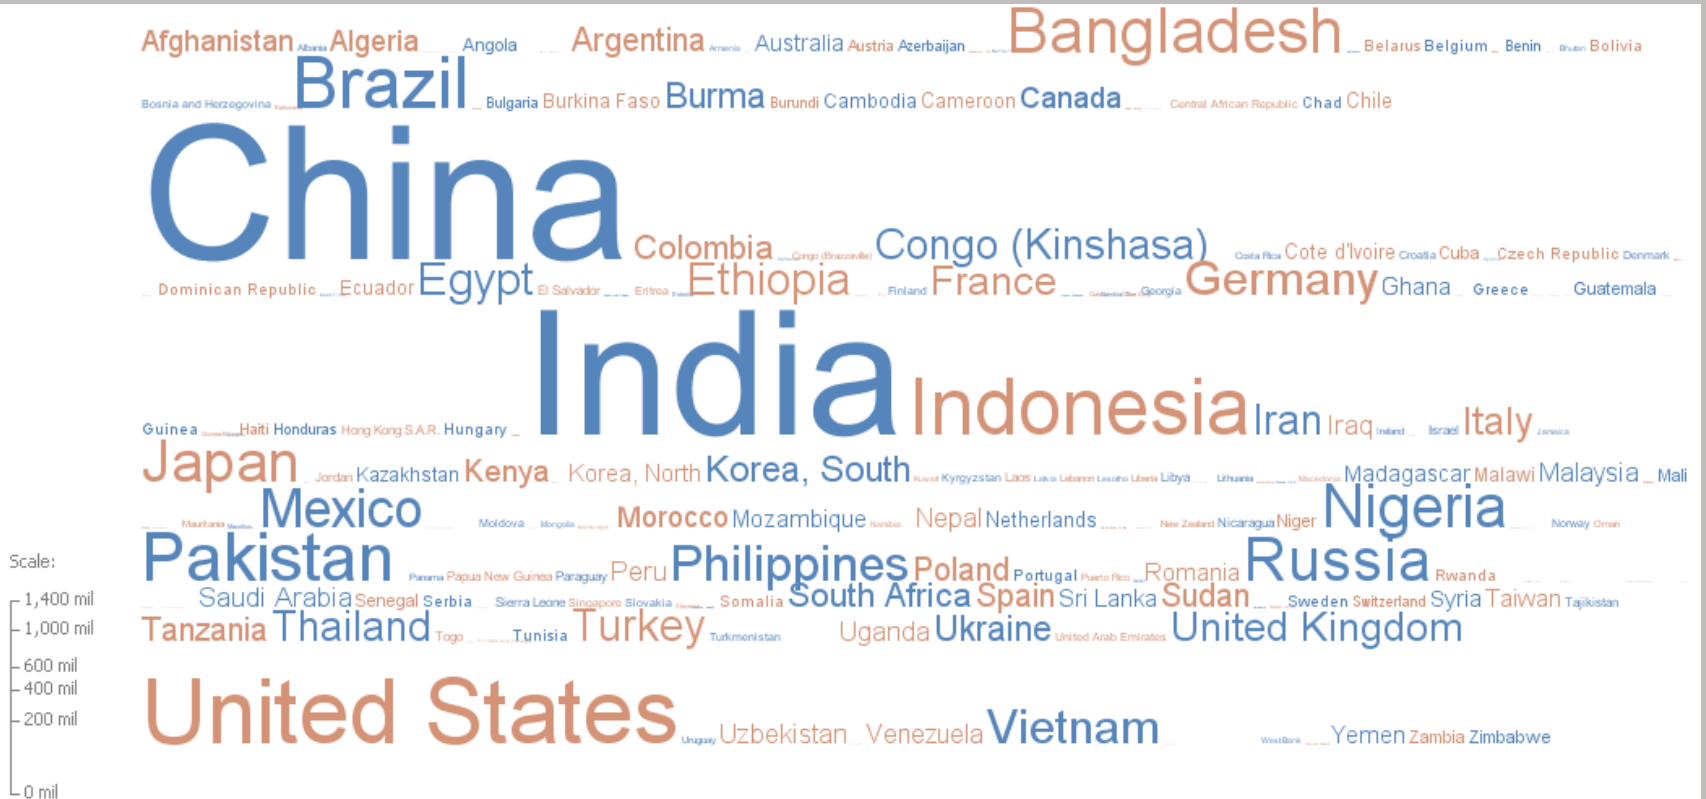 Afghanistan Albania Algeria Angola Argentina Armenia Australia Austria Azerbaijan Bangladesh Belarus Belgium Benin Bhutan Bolivia
Bosnia and Herzegovina Brazil Bulgaria Burkina Faso Burma Burundi Cambodia Cameroon Canada Central African Republic Chad Chile
China Colombia Congo (Brazzaville) Congo (Kinshasa) Costa Rica Cote d'Ivoire Croatia Cuba Czech Republic Denmark
Dominican Republic Ecuador Egypt El Salvador Eritrea Ethiopia Finland France Georgia Germany Ghana Greece Guatemala
Guinea Haiti Honduras Hong Kong S.A.R. Hungary India Indonesia Iran Iraq Ireland Israel Italy Jamaica
Japan Jordan Kazakhstan Kenya Korea, North Korea, South Kuwait Kyrgyzstan Laos Latvia Lebanon Lesotho Liberia Libya Lithuania Macedonia Madagascar Malawi Malaysia Mali
Mauritania Mauritius Mexico Moldova Mongolia Morocco Mozambique Namibia Nepal Netherlands New Zealand Nicaragua Niger Nigeria Norway Oman
Pakistan Panama Papua New Guinea Paraguay Peru Philippines Poland Portugal Puerto Rico Romania Russia Rwanda
Saudi Arabia Senegal Serbia Sierra Leone Singapore Slovakia Somalia South Africa Spain Sri Lanka Sudan Sweden Switzerland Syria Taiwan Tajikistan
Tanzania Thailand Togo Tunisia Turkey Turkmenistan Uganda Ukraine United Arab Emirates United Kingdom
United States Uruguay Uzbekistan Venezuela Vietnam West Bank Yemen Zambia Zimbabwe
Scale:
1,400 mil
1,000 mil
600 mil
400 mil
200 mil
0 mil